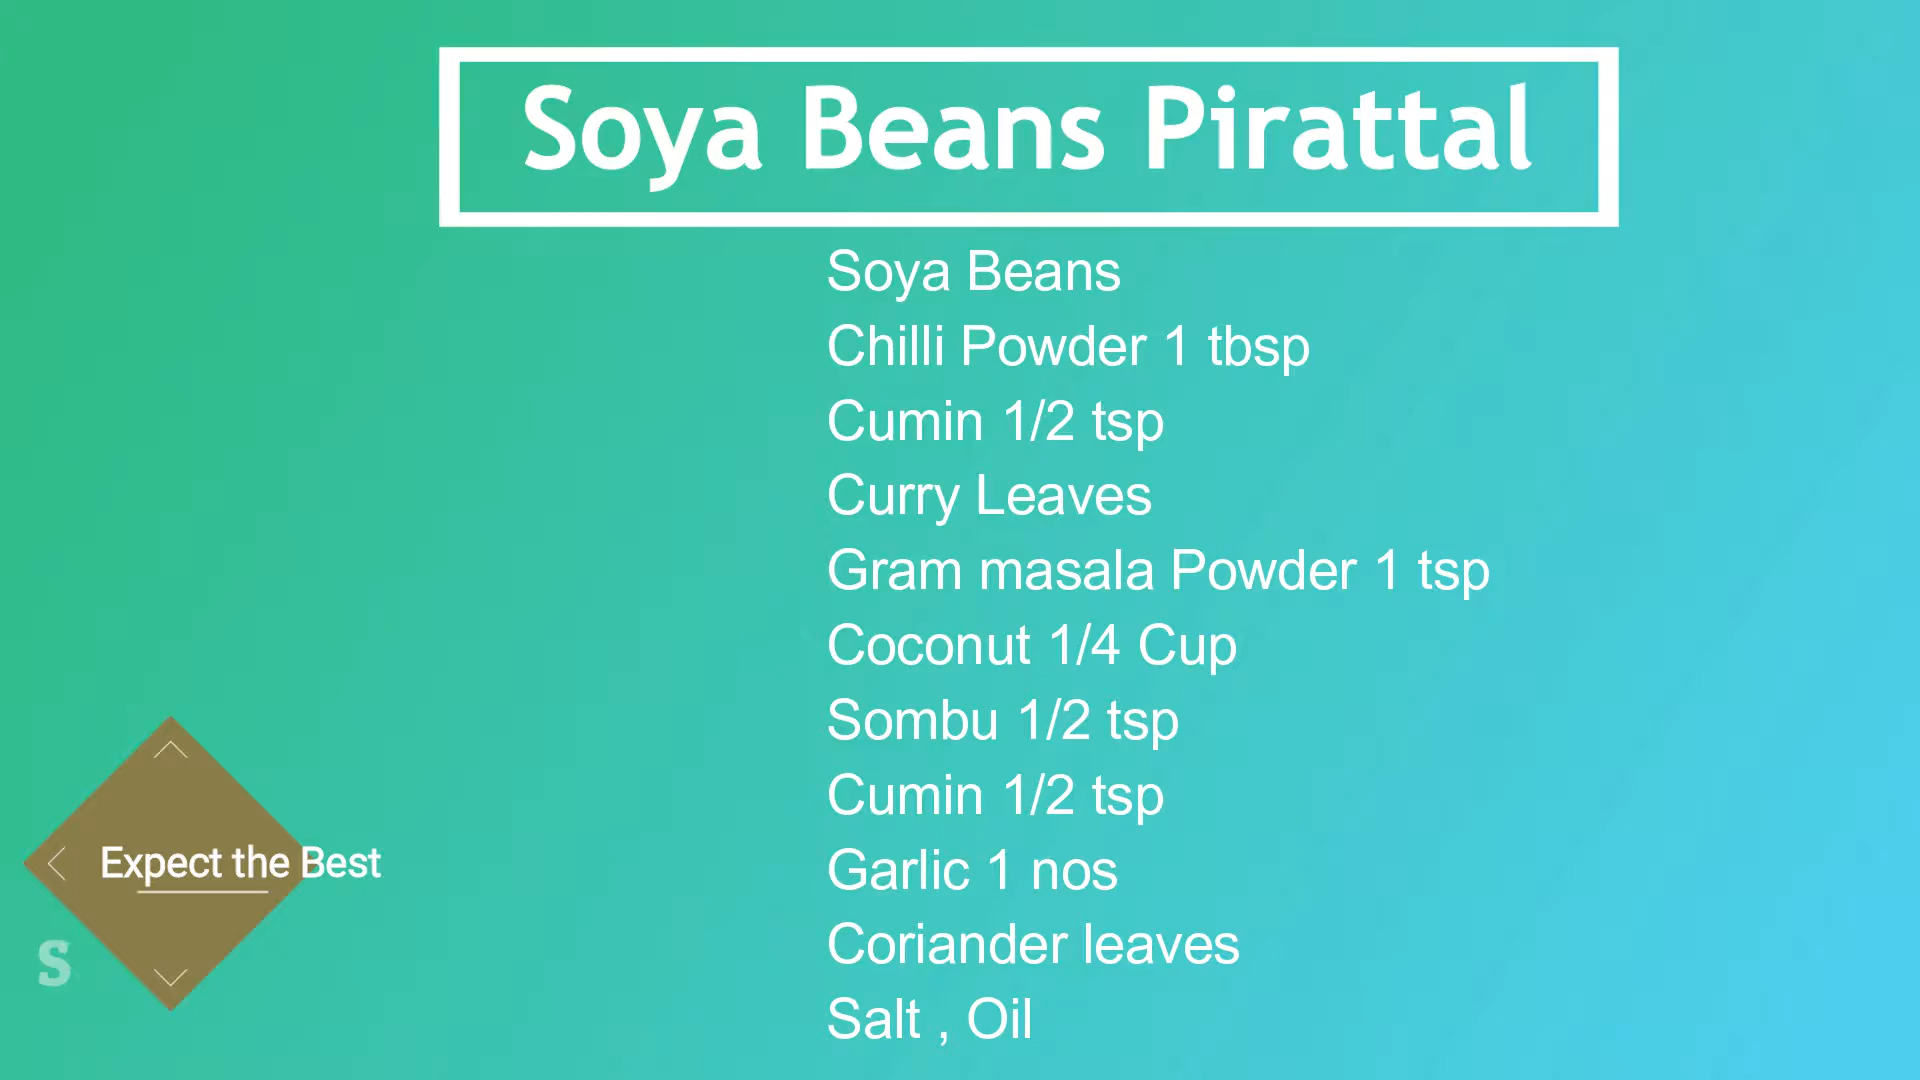 Soya Beans Pirattal
Soya Beans
Chilli Powder 1 tbsp
Cumin 1/2 tsp
Curry Leaves
Gram masala Powder 1 tsp
Coconut 1/4 Cup
Sombu 1/2 tsp
Cumin 1/2 tsp
Garlic 1 nos
Coriander leaves
Salt , Oil
Expect the Best
S